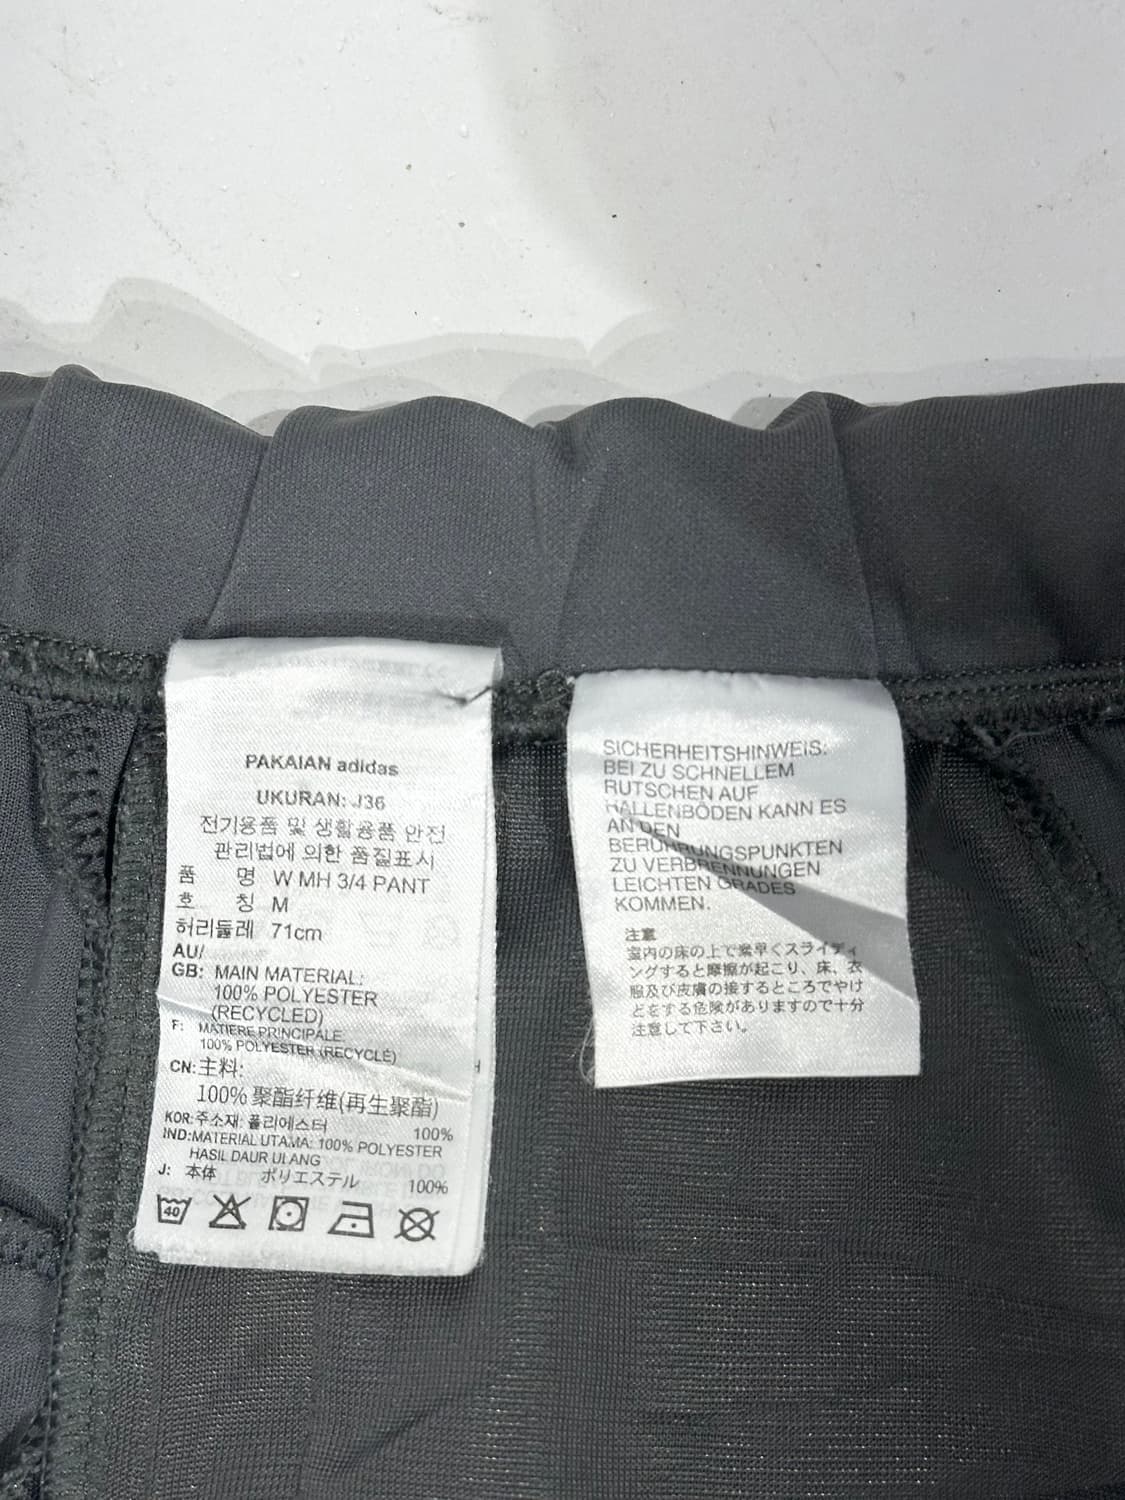 PAKAIAN adidas
UKURAN: J36
전기용품 및 생활용품 안전
관리법에 의한 품질표시
품 명 W MH 3/4 PANT
호 칭 M
허리둘레 71cm
AU/
GB: MAIN MATERIAL:
100% POLYESTER
(RECYCLED)
F: MATIERE PRINCIPALE:
100% POLYESTER (RECYCLÉ)
CN:主料:
100%聚酯纤维(再生聚酯)
KOR:주소재: 폴리에스터 100%
IND:MATERIAL UTAMA: 100% POLYESTER
HASIL DAUR ULANG
J: 本体 ポリエステル 100%
40
SICHERHEITSHINWEIS:
BEI ZU SCHNELLEM
RUTSCHEN AUF
HALLENBÖDEN KANN ES
AN DEN
BERÜHRUNGSPUNKTEN
ZU VERBRENNUNGEN
LEICHTEN GRADES
KOMMEN.
注意
室内の床の上で素早くスライディ
ングすると摩擦が起こり、床、衣
服及び皮膚の接するところでやけ
どをする危険がありますので十分
注意して下さい。